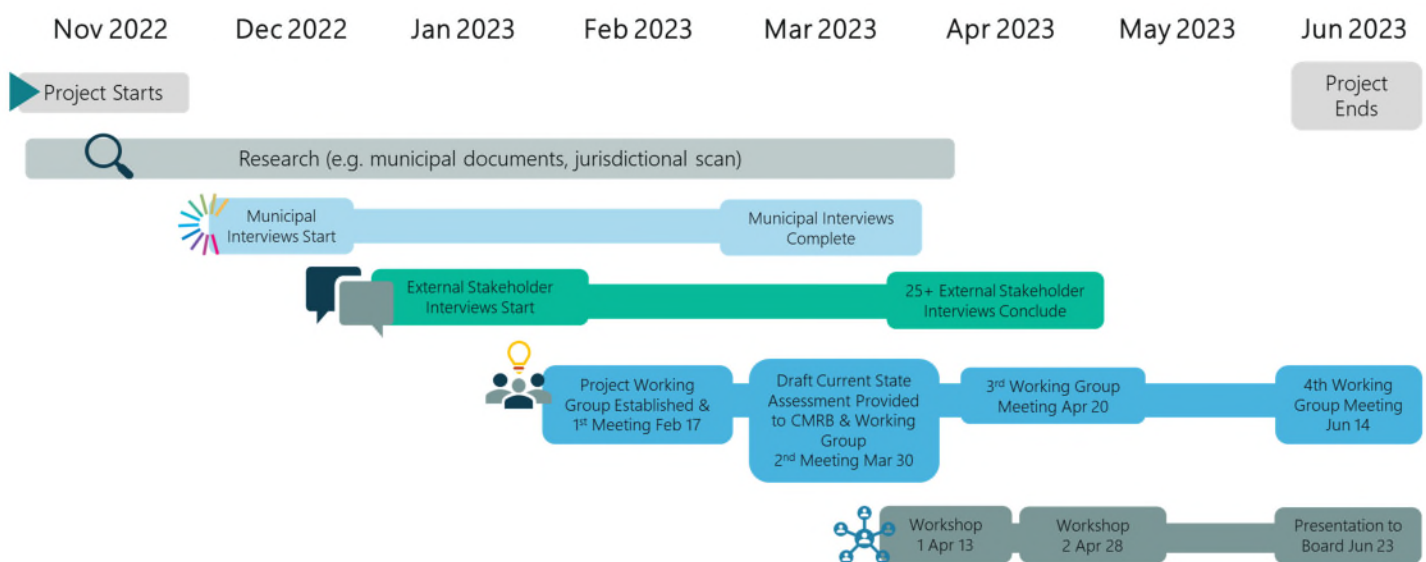 Nov 2022 Dec 2022 Jan 2023 Feb 2023 Mar 2023 Apr 2023 May 2023 Jun 2023
Project Starts
Project
Ends
Research (e.g. municipal documents, jurisdictional scan)
Municipal
Interviews Start
Municipal Interviews
Complete
External Stakeholder
Interviews Start
25+ External Stakeholder
Interviews Conclude
Project Working
Group Established &
1st Meeting Feb 17
Draft Current State
Assessment Provided
to CMRB & Working
Group
2nd Meeting Mar 30
3rd Working Group
Meeting Apr 20
4th Working
Group Meeting
Jun 14
Workshop
1 Apr 13
Workshop
2 Apr 28
Presentation to
Board Jun 23